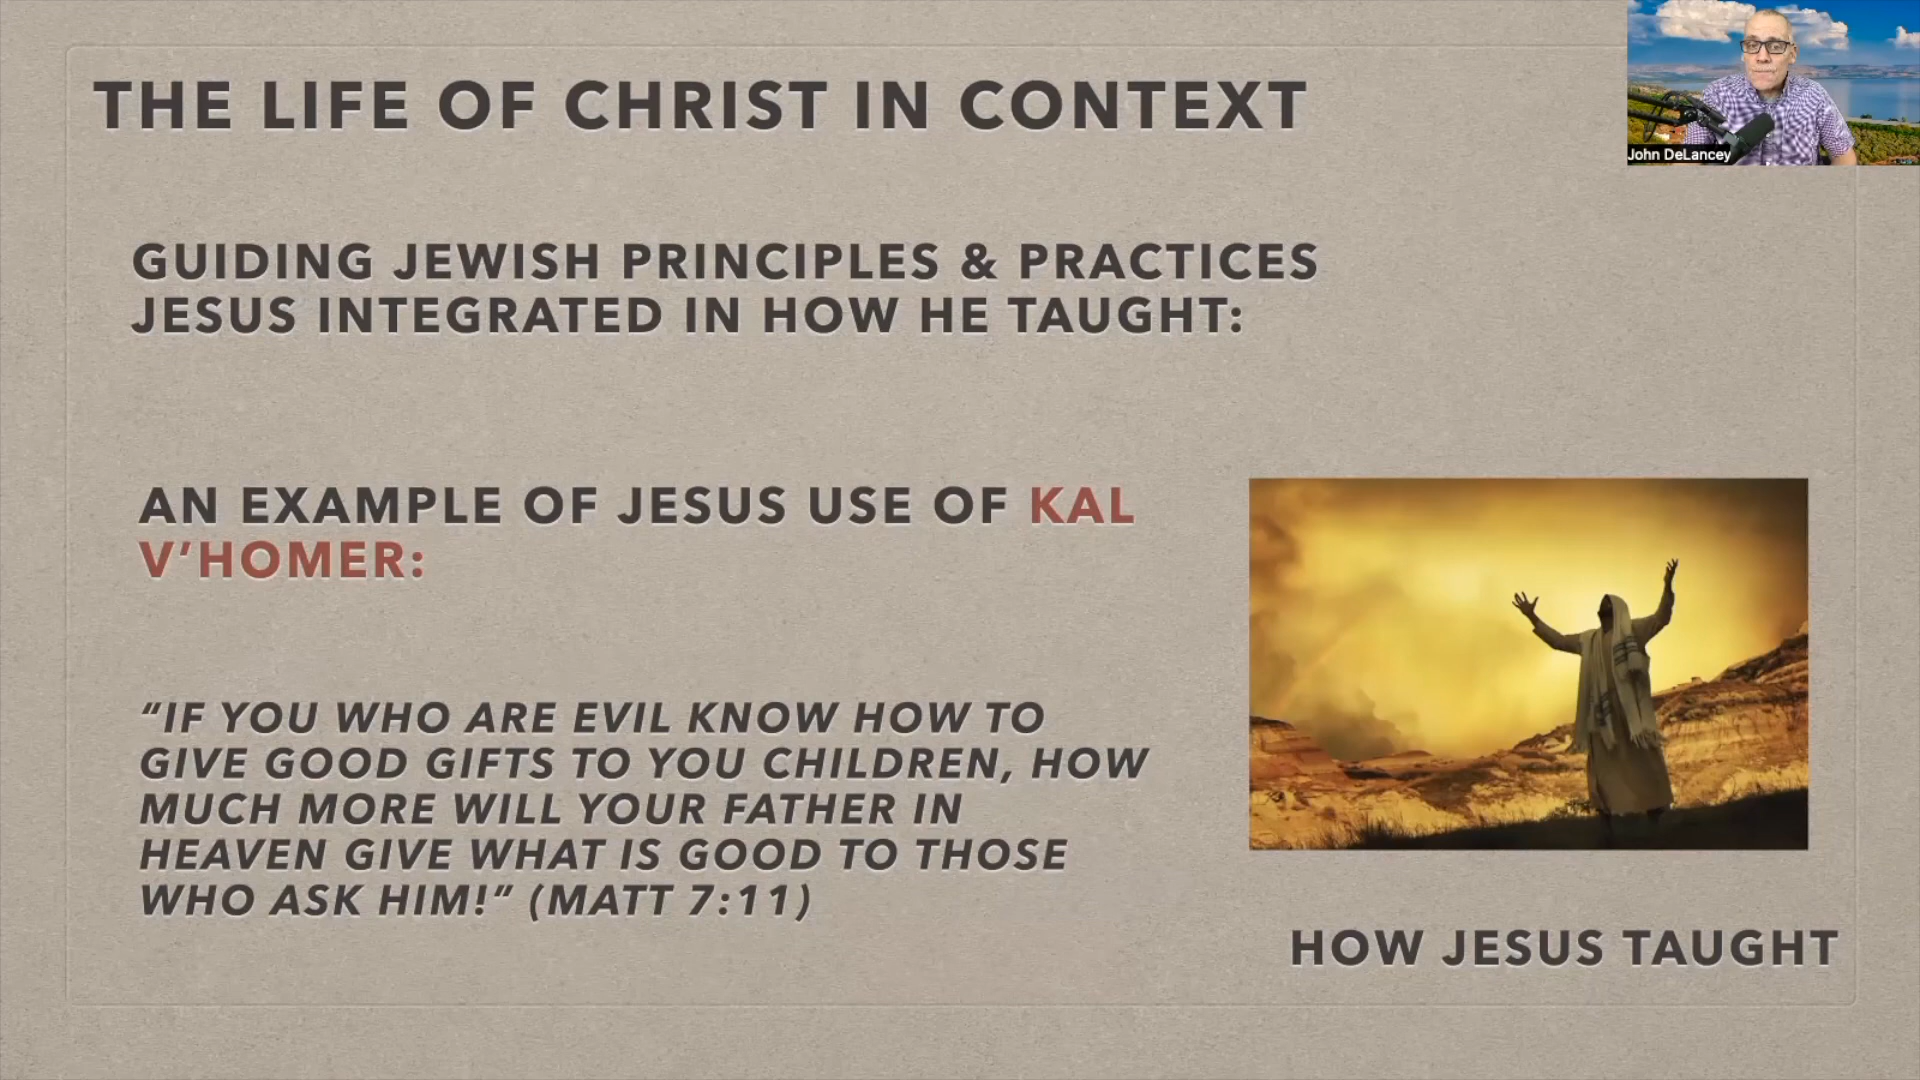 THE LIFE OF CHRIST IN CONTEXT
John DeLancey
GUIDING JEWISH PRINCIPLES & PRACTICES
JESUS INTEGRATED IN HOW HE TAUGHT:
AN EXAMPLE OF JESUS USE OF KAL
V’HOMER:
“IF YOU WHO ARE EVIL KNOW HOW TO
GIVE GOOD GIFTS TO YOU CHILDREN, HOW
MUCH MORE WILL YOUR FATHER IN
HEAVEN GIVE WHAT IS GOOD TO THOSE
WHO ASK HIM!” (MATT 7:11)
HOW JESUS TAUGHT